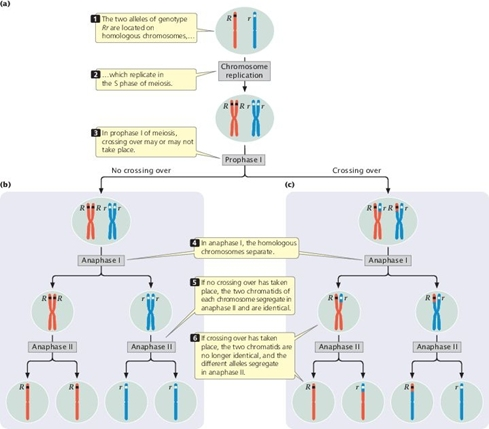 (a)
1 The two alleles of genotype
Rr are located on
homologous chromosomes,…
R r
2 …which replicate in
the S phase of meiosis.
Chromosome
replication
R R r r
3 In prophase I of meiosis,
crossing over may or may not
take place.
Prophase I
No crossing over
Crossing over
(b)
(c)
R R r r
R r R r
4 In anaphase I, the homologous
chromosomes separate.
Anaphase I
Anaphase I
5 If no crossing over has taken
place, the two chromatids of
each chromosome segregate in
anaphase II and are identical.
R R
r r
R r
R r
Anaphase II
Anaphase II
Anaphase II
Anaphase II
6 If crossing over has taken
place, the two chromatids are
no longer identical, and the
different alleles segregate
in anaphase II.
R R r r
R r R r